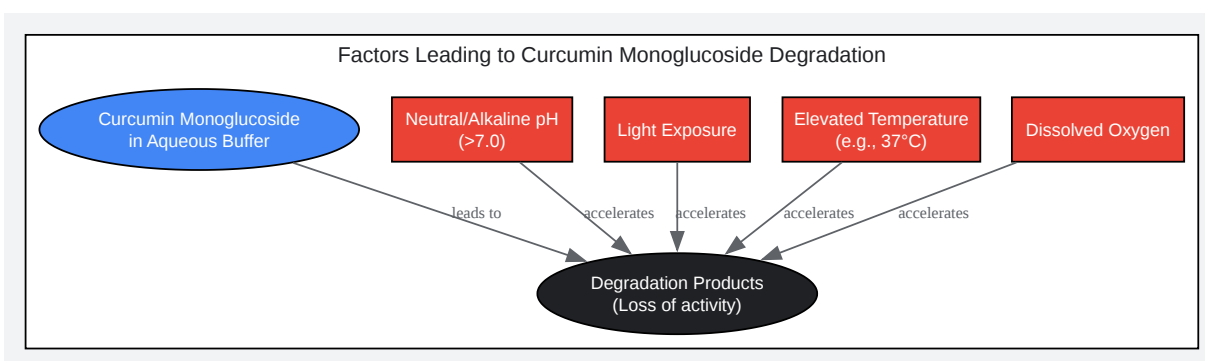 Factors Leading to Curcumin Monoglucoside Degradation
Curcumin Monoglucoside
in Aqueous Buffer
Neutral/Alkaline pH
(>7.0)
Light Exposure
Elevated Temperature
(e.g., 37°C)
Dissolved Oxygen
leads to
accelerates
accelerates
accelerates
accelerates
Degradation Products
(Loss of activity)